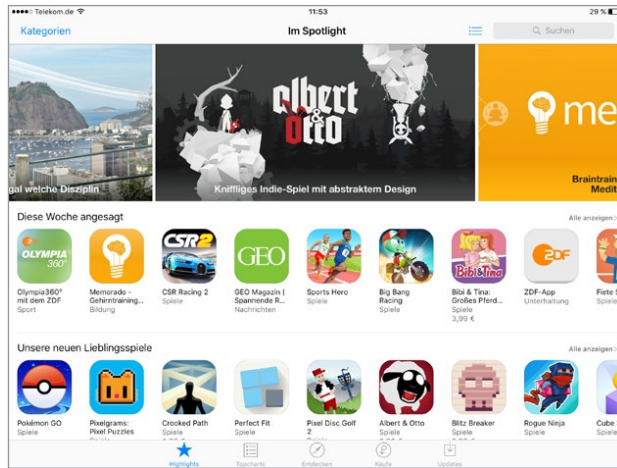 Telekom.de
11:53
29 %
Kategorien
Im Spotlight
Suchen
albert
&
Otto
me
gal welche Disziplin
Kniffliges Indie-Spiel mit abstraktem Design
Braintrain
Medit
Diese Woche angesagt
Alle anzeigen >
OLYMPIA
360°
CSR2
GEO
Bibi&Tina
ZDF
Olympia360°
mit dem ZDF
Sport
Memorado -
Gehirntraining...
Bildung
CSR Racing 2
Spiele
GEO Magazin |
Spannende R...
Nachrichten
Sports Hero
Spiele
Big Bang
Racing
Spiele
Bibi & Tina:
Großes Pferd...
Spiele
3,99 €
ZDF-App
Unterhaltung
Fiete S
Spiele
Unsere neuen Lieblingsspiele
Alle anzeigen >
Pokémon GO
Spiele
Pixelgrams:
Pixel Puzzles
Spiele
Crooked Path
Spiele
Perfect Fit
Spiele
Pixel Disc Golf
2
Spiele
Albert & Otto
Spiele
Blitz Breaker
Spiele
Rogue Ninja
Spiele
Cube
Spiele
Highlights
Topcharts
Entdecken
Käufe
Updates